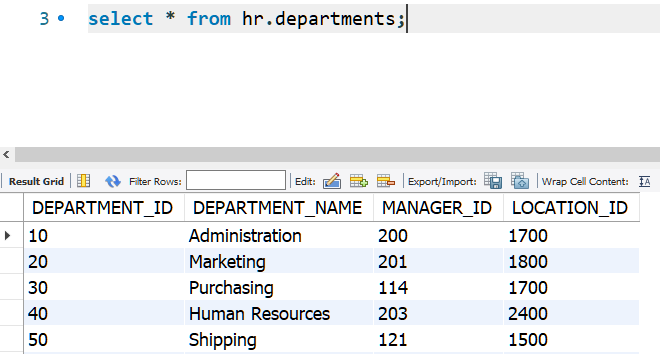 3 select * from hr.departments;
Result Grid Filter Rows: Edit: Export/Import: Wrap Cell Content:
DEPARTMENT_ID DEPARTMENT_NAME MANAGER_ID LOCATION_ID
10 Administration 200 1700
20 Marketing 201 1800
30 Purchasing 114 1700
40 Human Resources 203 2400
50 Shipping 121 1500